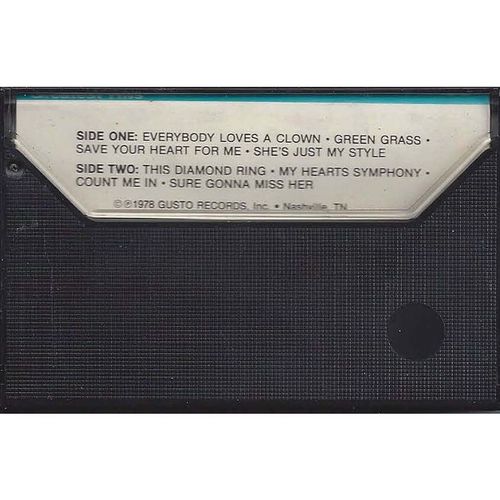 SIDE ONE: EVERYBODY LOVES A CLOWN • GREEN GRASS •
SAVE YOUR HEART FOR ME • SHE'S JUST MY STYLE
SIDE TWO: THIS DIAMOND RING • MY HEARTS SYMPHONY •
COUNT ME IN • SURE GONNA MISS HER
©℗1978 GUSTO RECORDS, Inc. • Nashville, TN